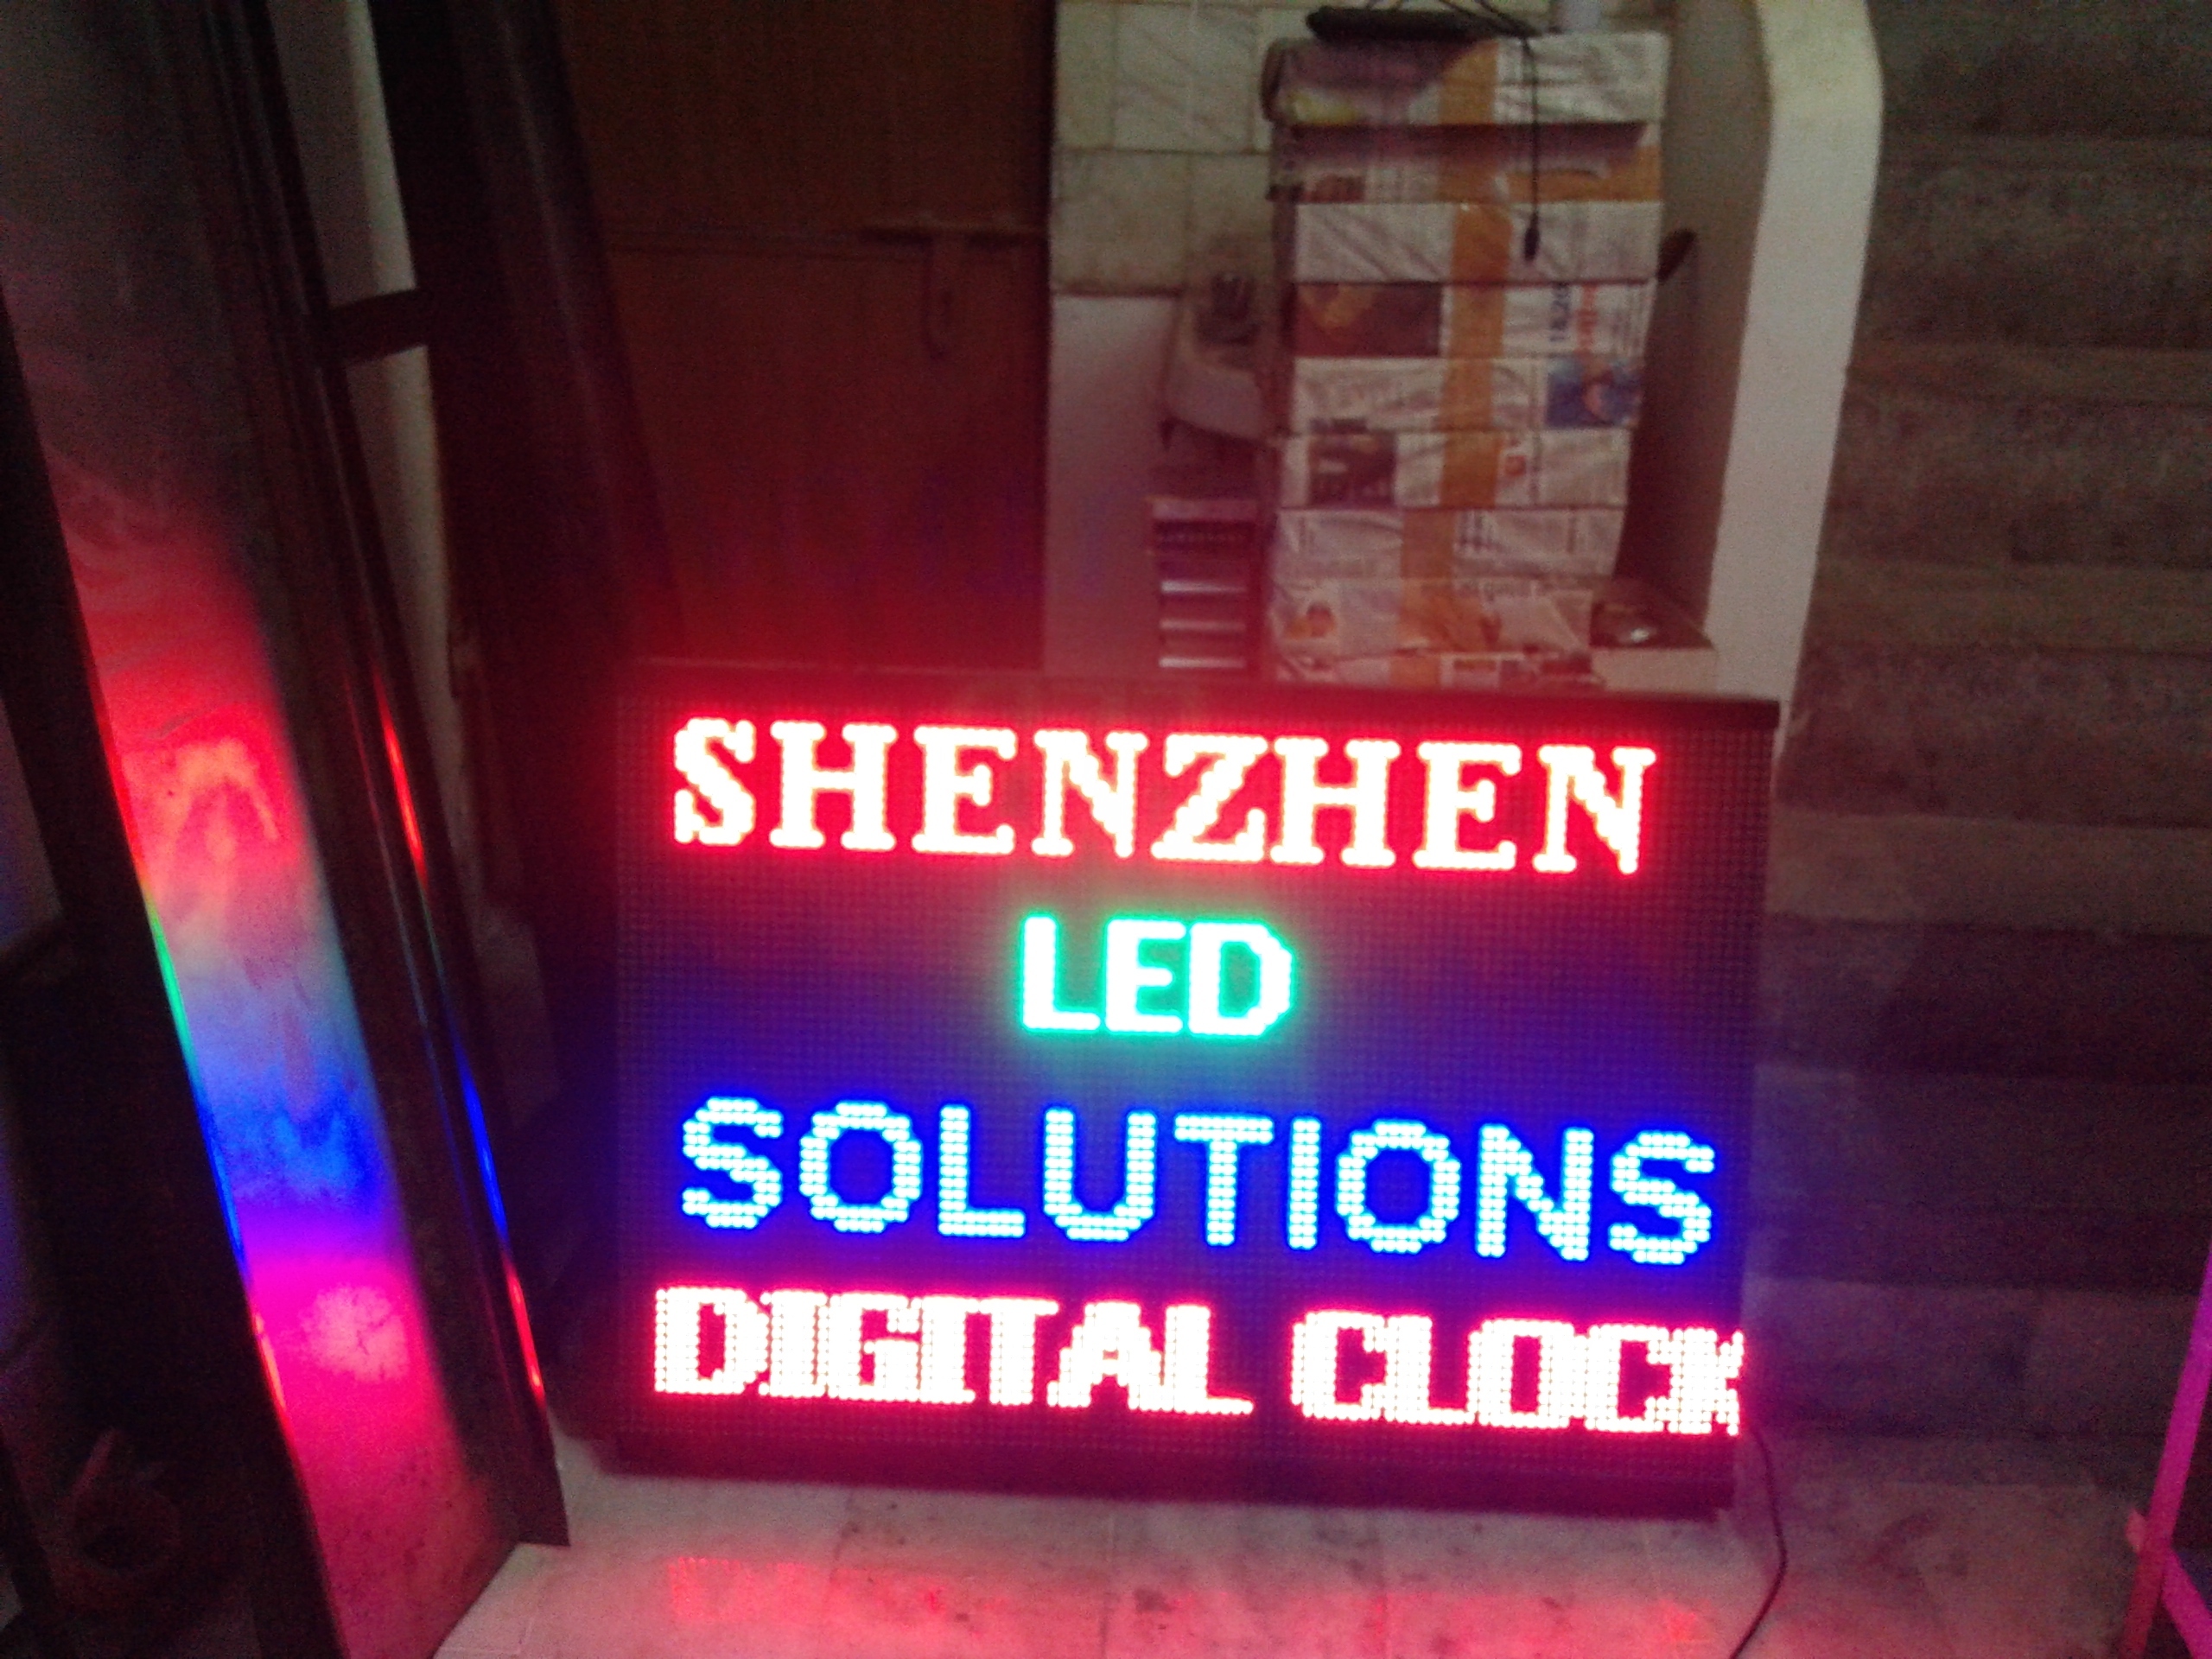 SHENZHEN
LED
SOLUTIONS
DIGITAL CLOCK